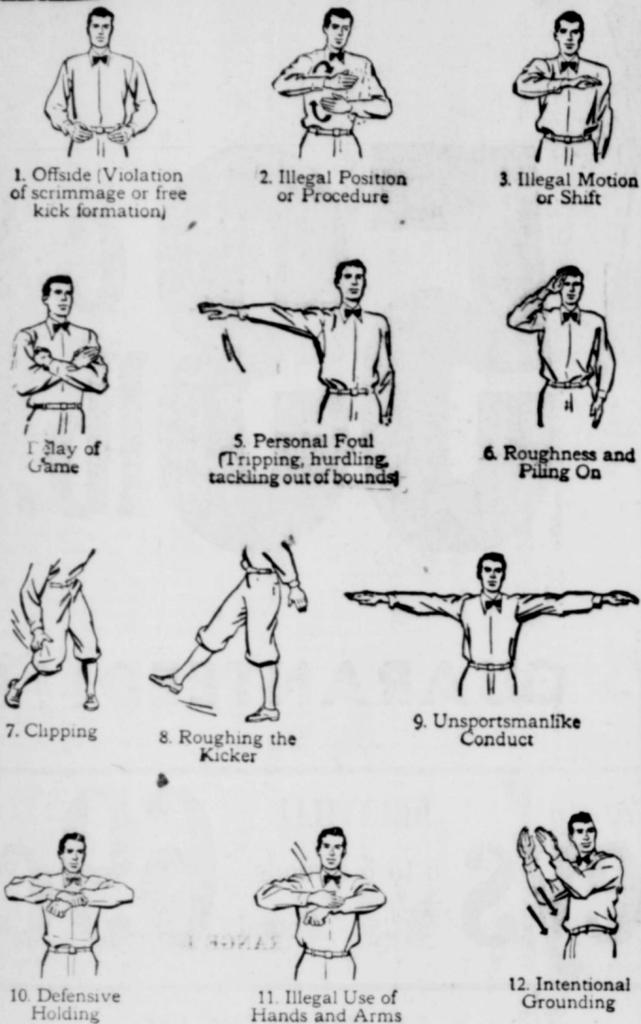 1. Offside (Violation
of scrimmage or free
kick formation)
2. Illegal Position
or Procedure
3. Illegal Motion
or Shift
Delay of
Game
5. Personal Foul
(Tripping, hurdling,
tackling out of bounds)
6. Roughness and
Piling On
7. Clipping
8. Roughing the
Kicker
9. Unsportsmanlike
Conduct
10. Defensive
Holding
11. Illegal Use of
Hands and Arms
12. Intentional
Grounding